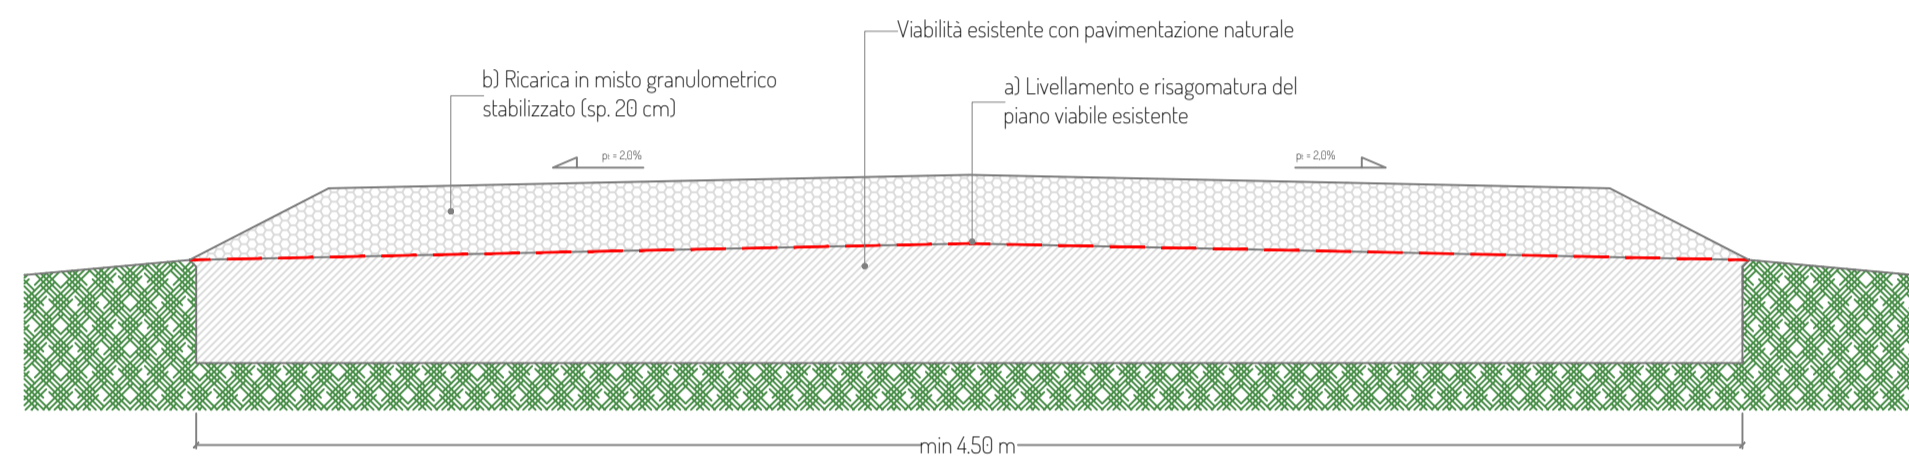 Viabilità esistente con pavimentazione naturale
b) Ricarica in misto granulometrico
stabilizzato (sp. 20 cm)
a) Livellamento e risagomatura del
piano viabile esistente
pt = 2,0%
pt = 2,0%
min 4.50 m